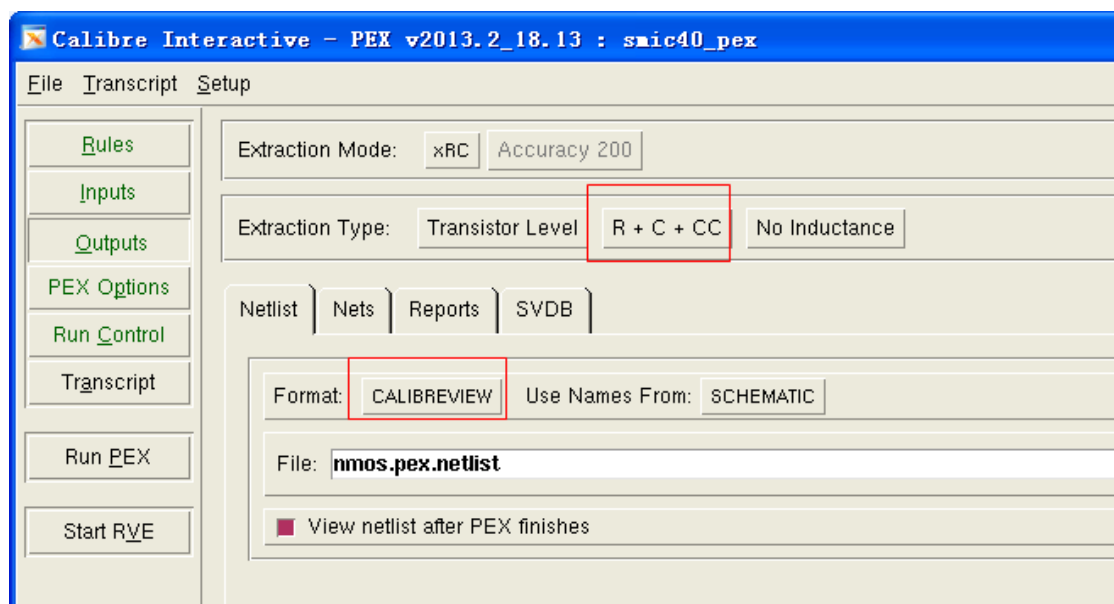 Calibre Interactive - PEX v2013.2_18.13 : smic40_pex
File Transcript Setup
Rules
Inputs
Outputs
PEX Options
Run Control
Transcript
Run PEX
Start RVE
Extraction Mode: xRC Accuracy 200
Extraction Type: Transistor Level R + C + CC No Inductance
Netlist Nets Reports SVDB
Format: CALIBREVIEW Use Names From: SCHEMATIC
File: nmos.pex.netlist
View netlist after PEX finishes